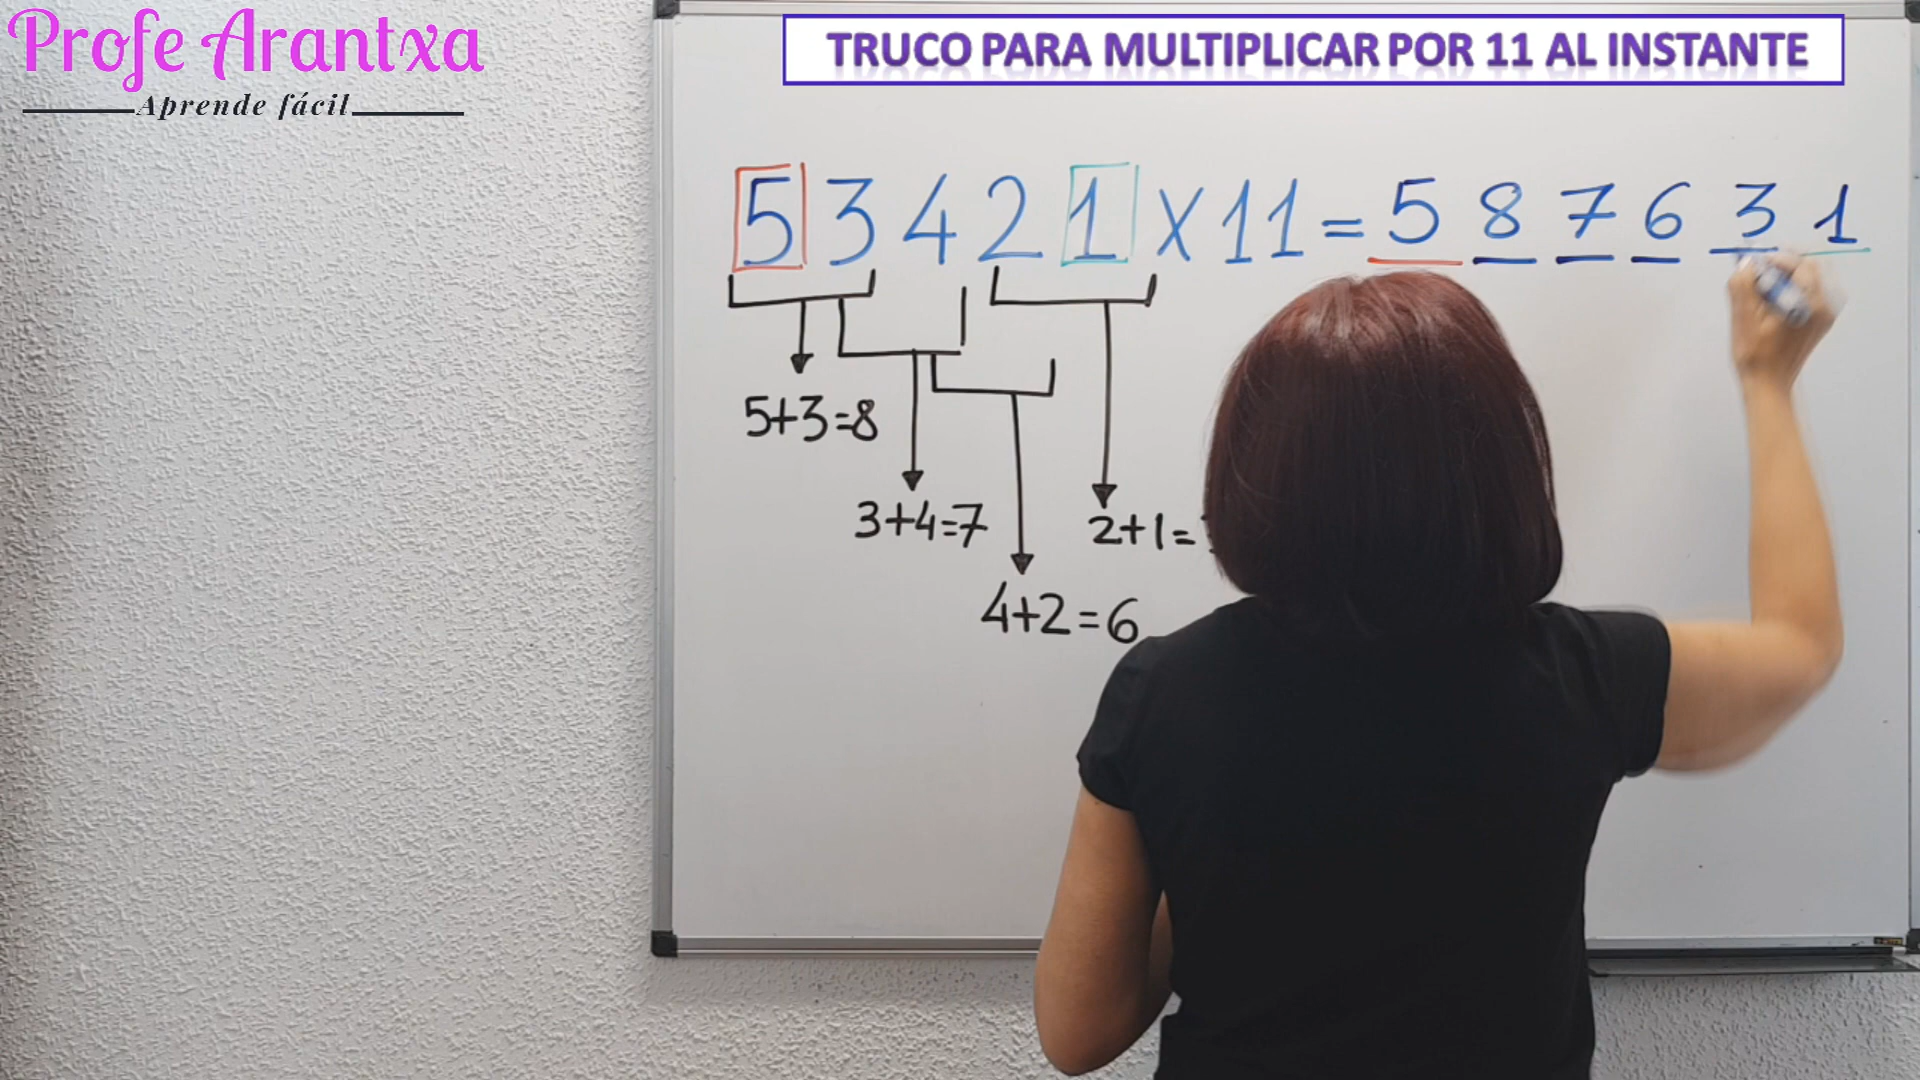 Profe Arantxa
Aprende fácil
TRUCO PARA MULTIPLICAR POR 11 AL INSTANTE
53421 X 11 = 587631
5+3=8
3+4=7
2+1=
4+2=6